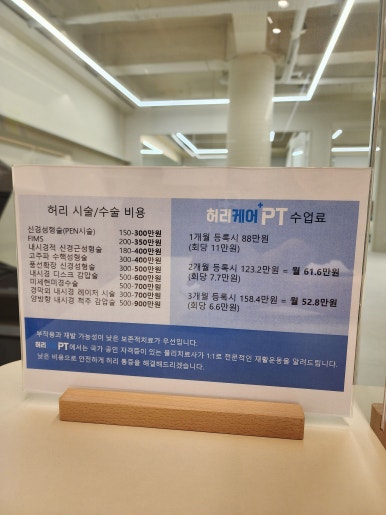 허리 시술/수술 비용
신경성형술(PEN시술) 150-300만원
FIMS 200-350만원
내시경적 신경근성형술 180-400만원
고주파 수핵성형술 300-400만원
풍선확장 신경성형술 300-500만원
내시경 디스크 감압술 500-600만원
미세현미경수술 500-700만원
경막외 내시경 레이저 시술 300-700만원
양방향 내시경 척추 감압술 500-900만원
허리케어+PT 수업료
1개월 등록시 88만원
(회당 11만원)
2개월 등록시 123.2만원 = 월 61.6만원
(회당 7.7만원)
3개월 등록시 158.4만원 = 월 52.8만원
(회당 6.6만원)
부작용과 재발 가능성이 낮은 보존적치료가 우선입니다.
허리케어+PT에서는 국가 공인 자격증이 있는 물리치료사가 1:1로 전문적인 재활운동을 알려드립니다.
낮은 비용으로 안전하게 허리 통증을 해결해드리겠습니다.